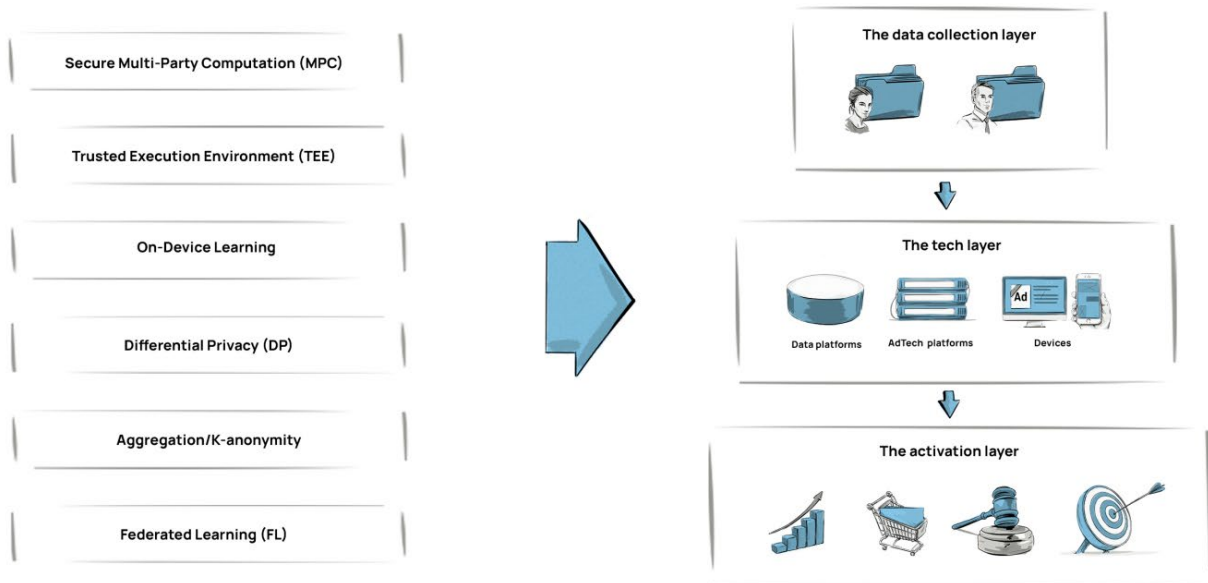 Secure Multi-Party Computation (MPC)
Trusted Execution Environment (TEE)
On-Device Learning
Differential Privacy (DP)
Aggregation/K-anonymity
Federated Learning (FL)
The data collection layer
The tech layer
Ad
Data platforms
AdTech platforms
Devices
The activation layer